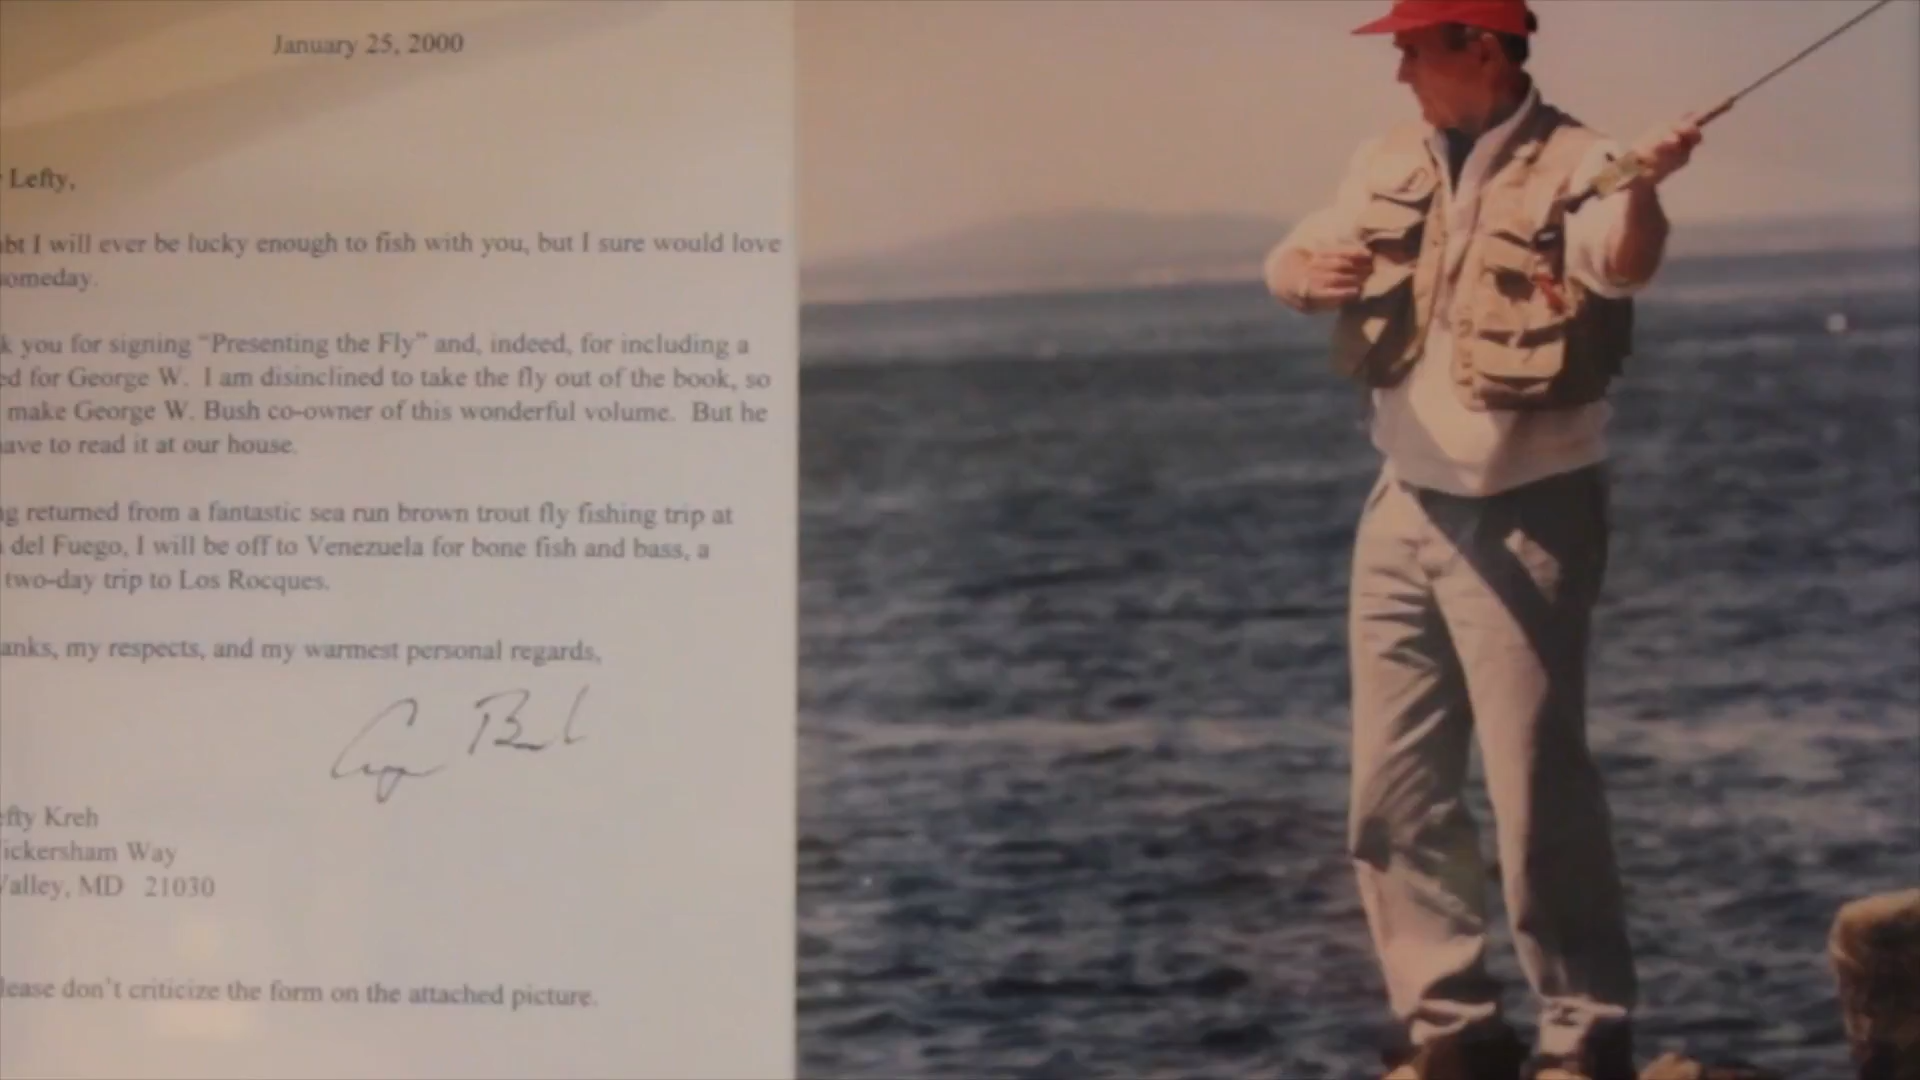 January 25, 2000
Lefty,
bt I will ever be lucky enough to fish with you, but I sure would love
someday.
k you for signing “Presenting the Fly” and, indeed, for including a
ed for George W. I am disinclined to take the fly out of the book, so
make George W. Bush co-owner of this wonderful volume. But he
ave to read it at our house.
g returned from a fantastic sea run brown trout fly fishing trip at
del Fuego, I will be off to Venezuela for bone fish and bass, a
two-day trip to Los Rocques.
anks, my respects, and my warmest personal regards,
George Bush
efty Kreh
ickersham Way
Valley, MD 21030
lease don't criticize the form on the attached picture.